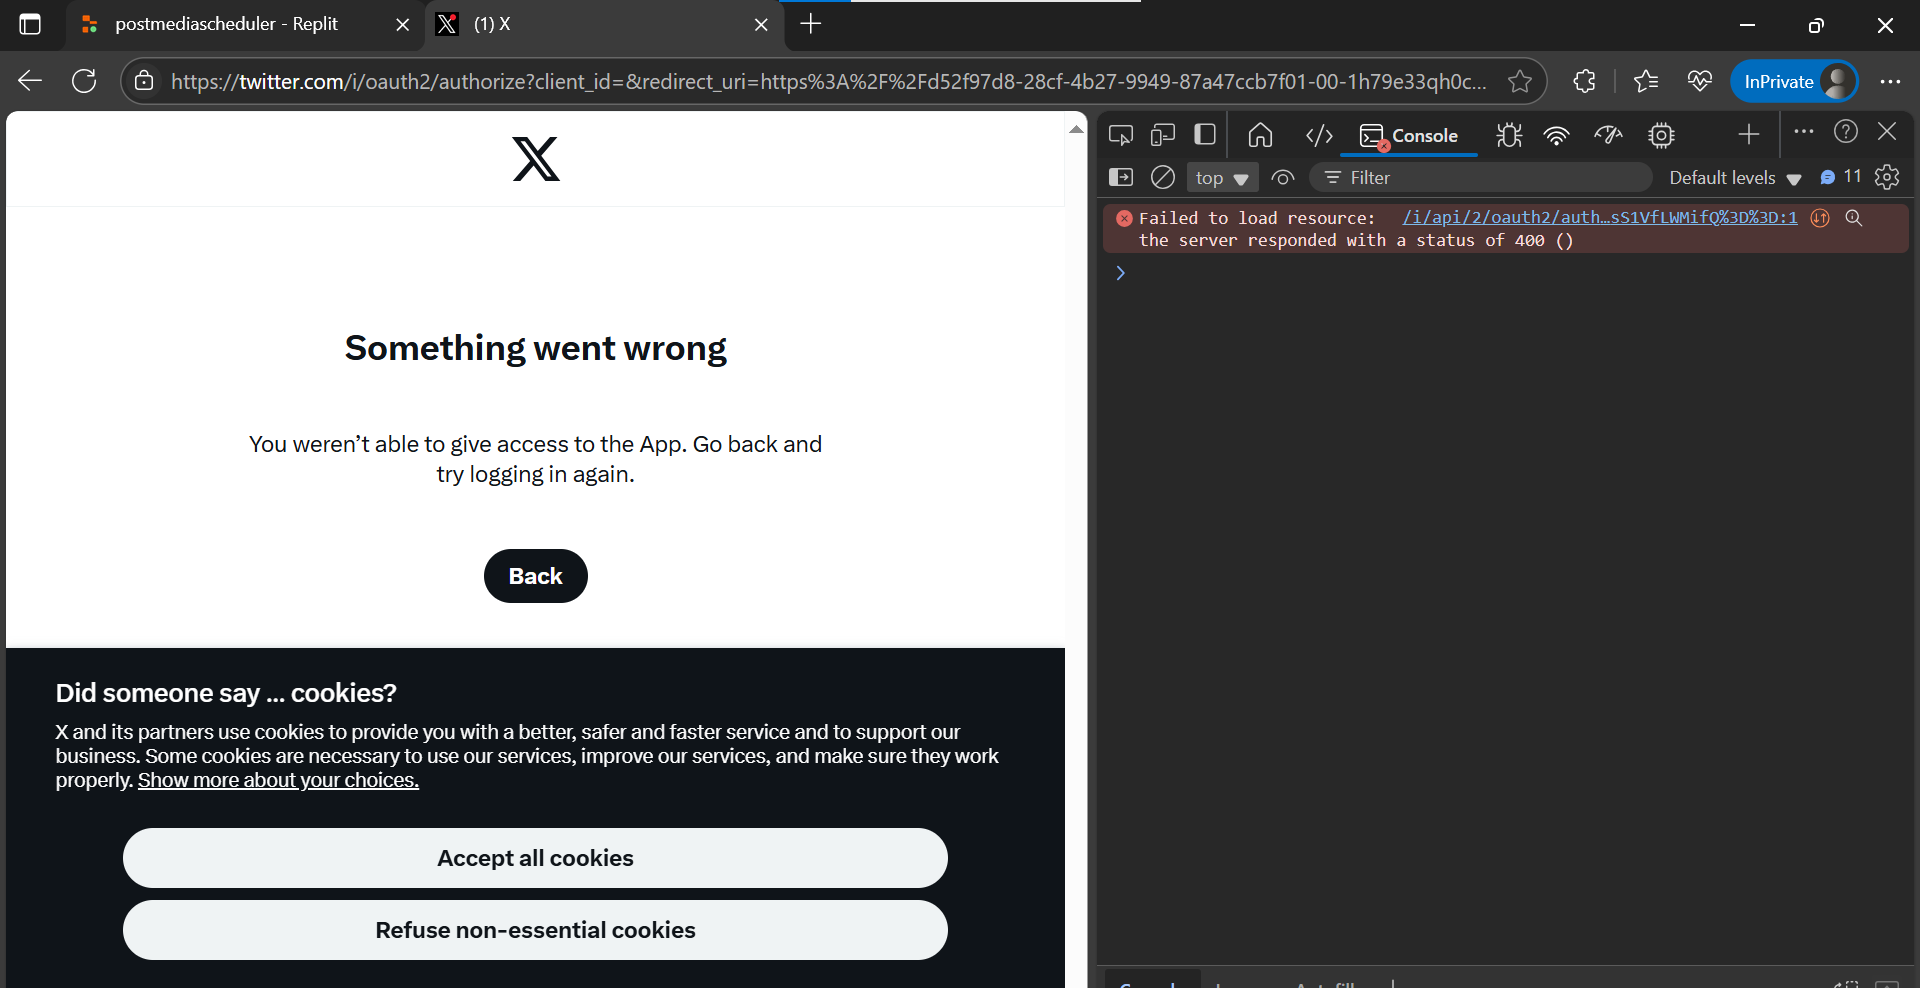 postmediascheduler - Replit
(1) X
https://twitter.com/i/oauth2/authorize?client_id=&redirect_uri=https%3A%2F%2Fd52f97d8-28cf-4b27-9949-87a47ccb7f01-00-1h79e33qh0c...
InPrivate
Console
top
Filter
Default levels
11
Failed to load resource: /i/api/2/oauth2/auth…sS1VfLWMifQ%3D%3D:1
the server responded with a status of 400 ()
Something went wrong
You weren’t able to give access to the App. Go back and
try logging in again.
Back
Did someone say … cookies?
X and its partners use cookies to provide you with a better, safer and faster service and to support our
business. Some cookies are necessary to use our services, improve our services, and make sure they work
properly. Show more about your choices.
Accept all cookies
Refuse non-essential cookies